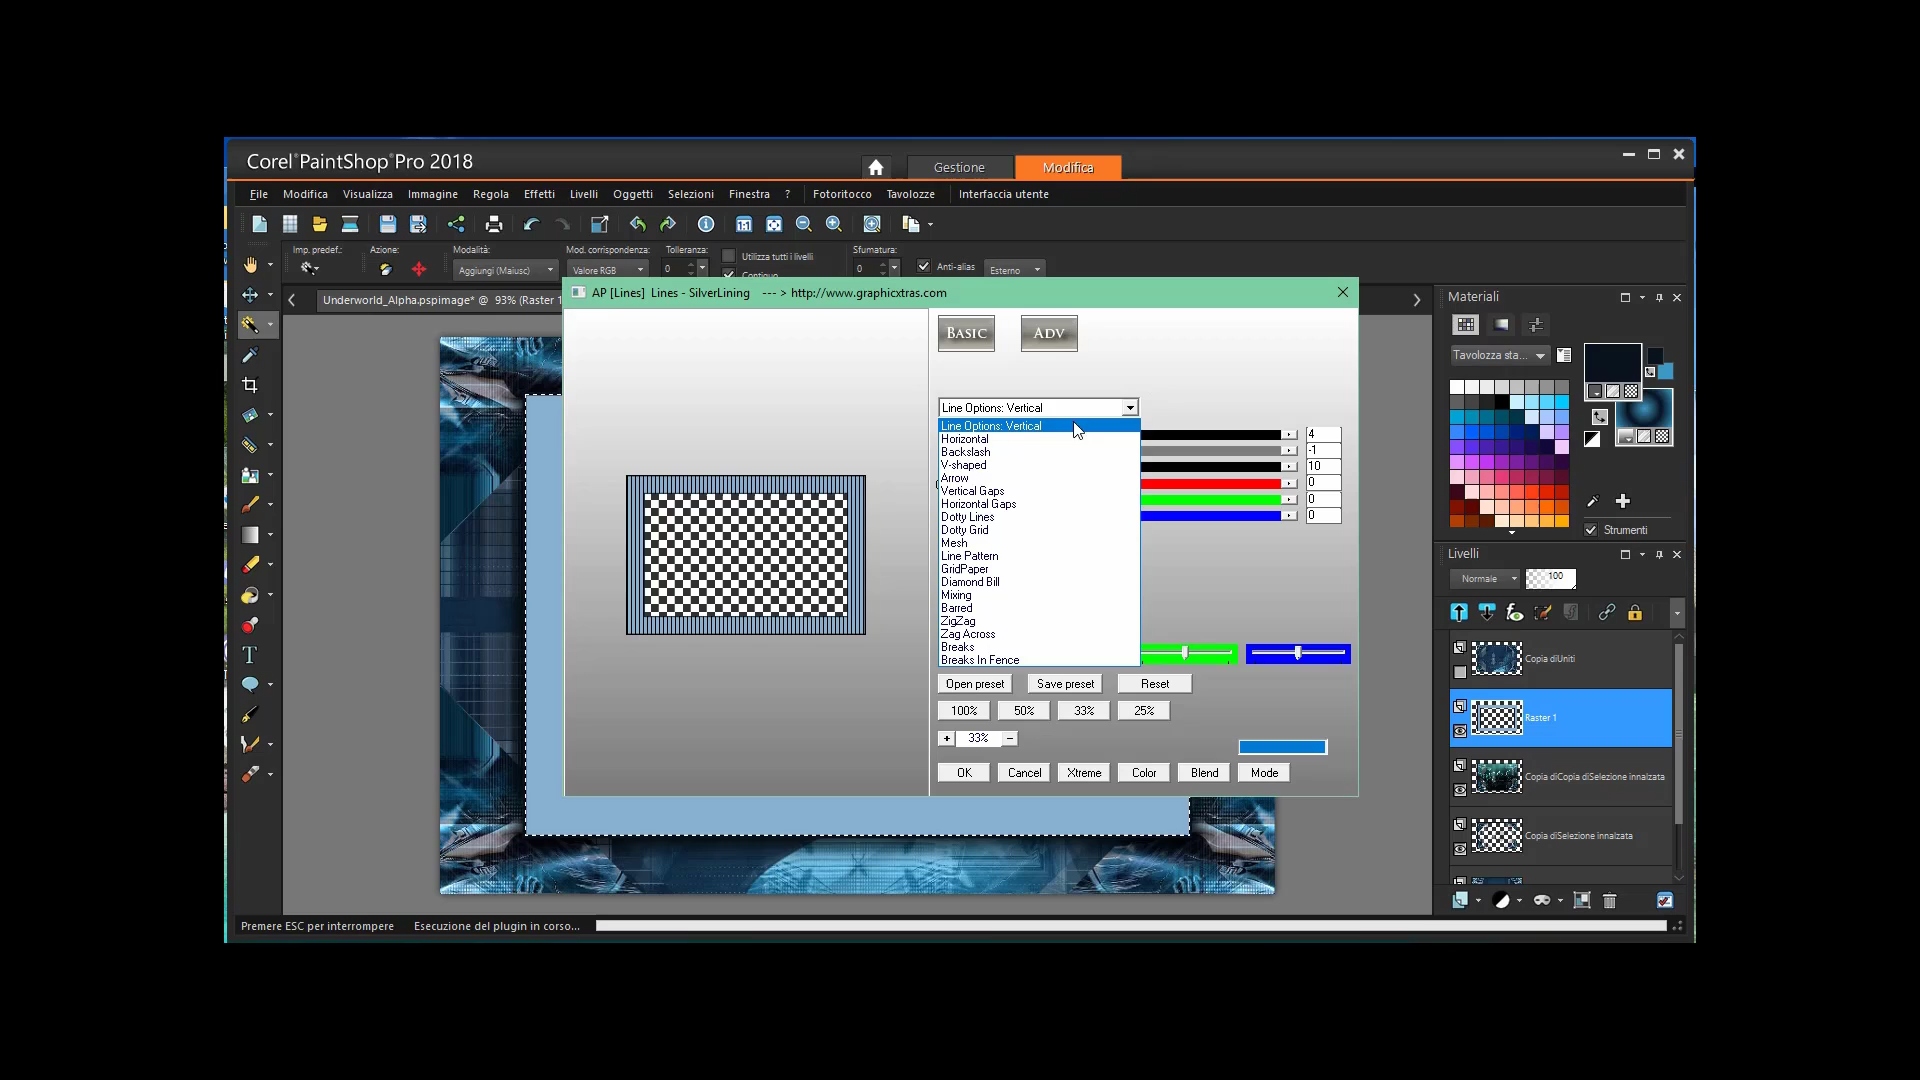 Corel PaintShop Pro 2018
Gestione
Modifica
File Modifica Visualizza Immagine Regola Effetti Livelli Oggetti Selezioni Finestra ? Fotoritocco Tavolozze Interfaccia utente
Imp. predef.: Azione: Modalità: Mod. corrispondenza: Tolleranza: Utilizza tutti i livelli Sfumatura:
Aggiungi (Maiusc) Valore RGB 0 Contiguo 0 Anti-alias Esterno
Underworld_Alpha.pspimage* @ 93% (Raster 1
AP [Lines] Lines - SilverLining --- > http://www.graphicxtras.com
BASIC ADV
Line Options: Vertical
Line Options: Vertical
Horizontal
Backslash
V-shaped
Arrow
Vertical Gaps
Horizontal Gaps
Dotty Lines
Dotty Grid
Mesh
Line Pattern
GridPaper
Diamond Bill
Mixing
Barred
ZigZag
Zag Across
Breaks
Breaks In Fence
4
-1
10
0
0
0
Open preset Save preset Reset
100% 50% 33% 25%
+ 33% -
OK Cancel Xtreme Color Blend Mode
Materiali
Tavolozza sta...
Strumenti
Livelli
Normale 100
Copia diUniti
Raster 1
Copia diCopia diSelezione innalzata
Copia diSelezione innalzata
Premere ESC per interrompere Esecuzione del plugin in corso...